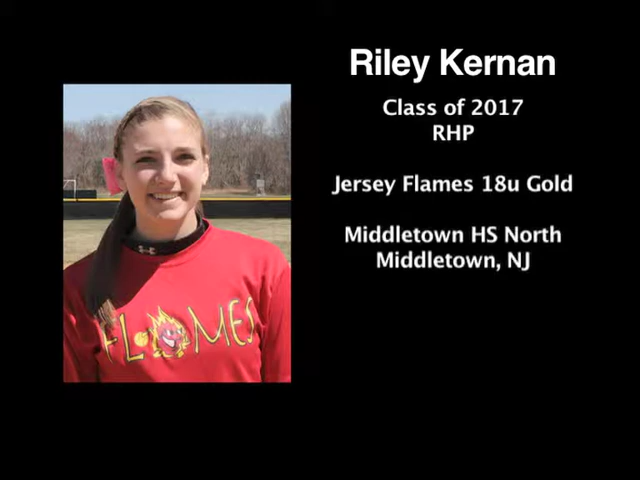 Riley Kernan
Class of 2017
RHP
Jersey Flames 18u Gold
Middletown HS North
Middletown, NJ
FLAMES